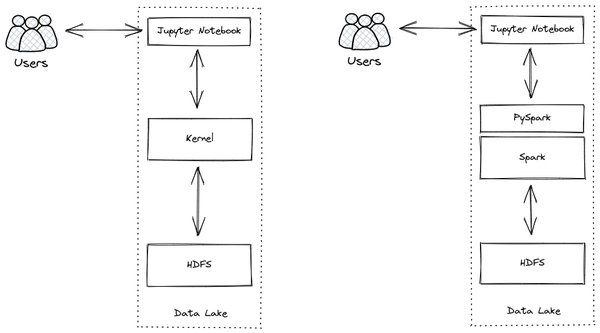 Users
Jupyter Notebook
Kernel
HDFS
Data Lake
Users
Jupyter Notebook
PySpark
Spark
HDFS
Data Lake